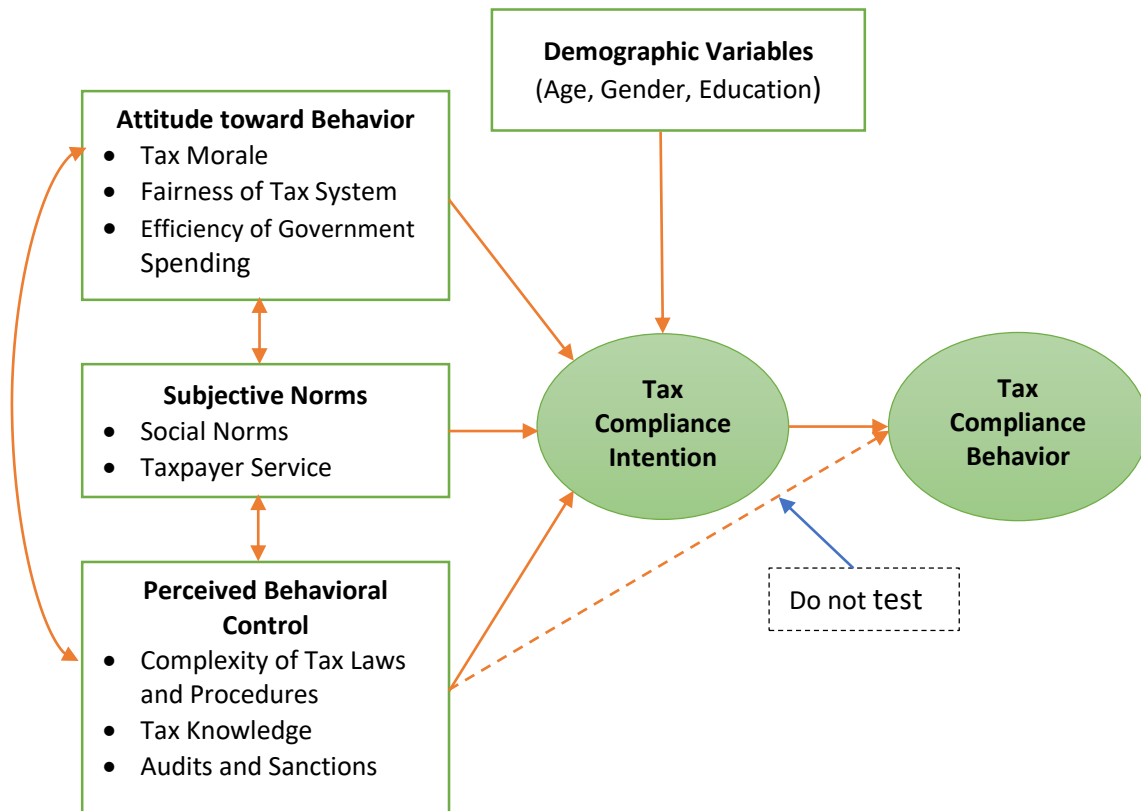 Demographic Variables
(Age, Gender, Education)
Attitude toward Behavior
• Tax Morale
• Fairness of Tax System
• Efficiency of Government
Spending
Subjective Norms
• Social Norms
• Taxpayer Service
Perceived Behavioral
Control
• Complexity of Tax Laws
and Procedures
• Tax Knowledge
• Audits and Sanctions
Tax
Compliance
Intention
Tax
Compliance
Behavior
Do not test